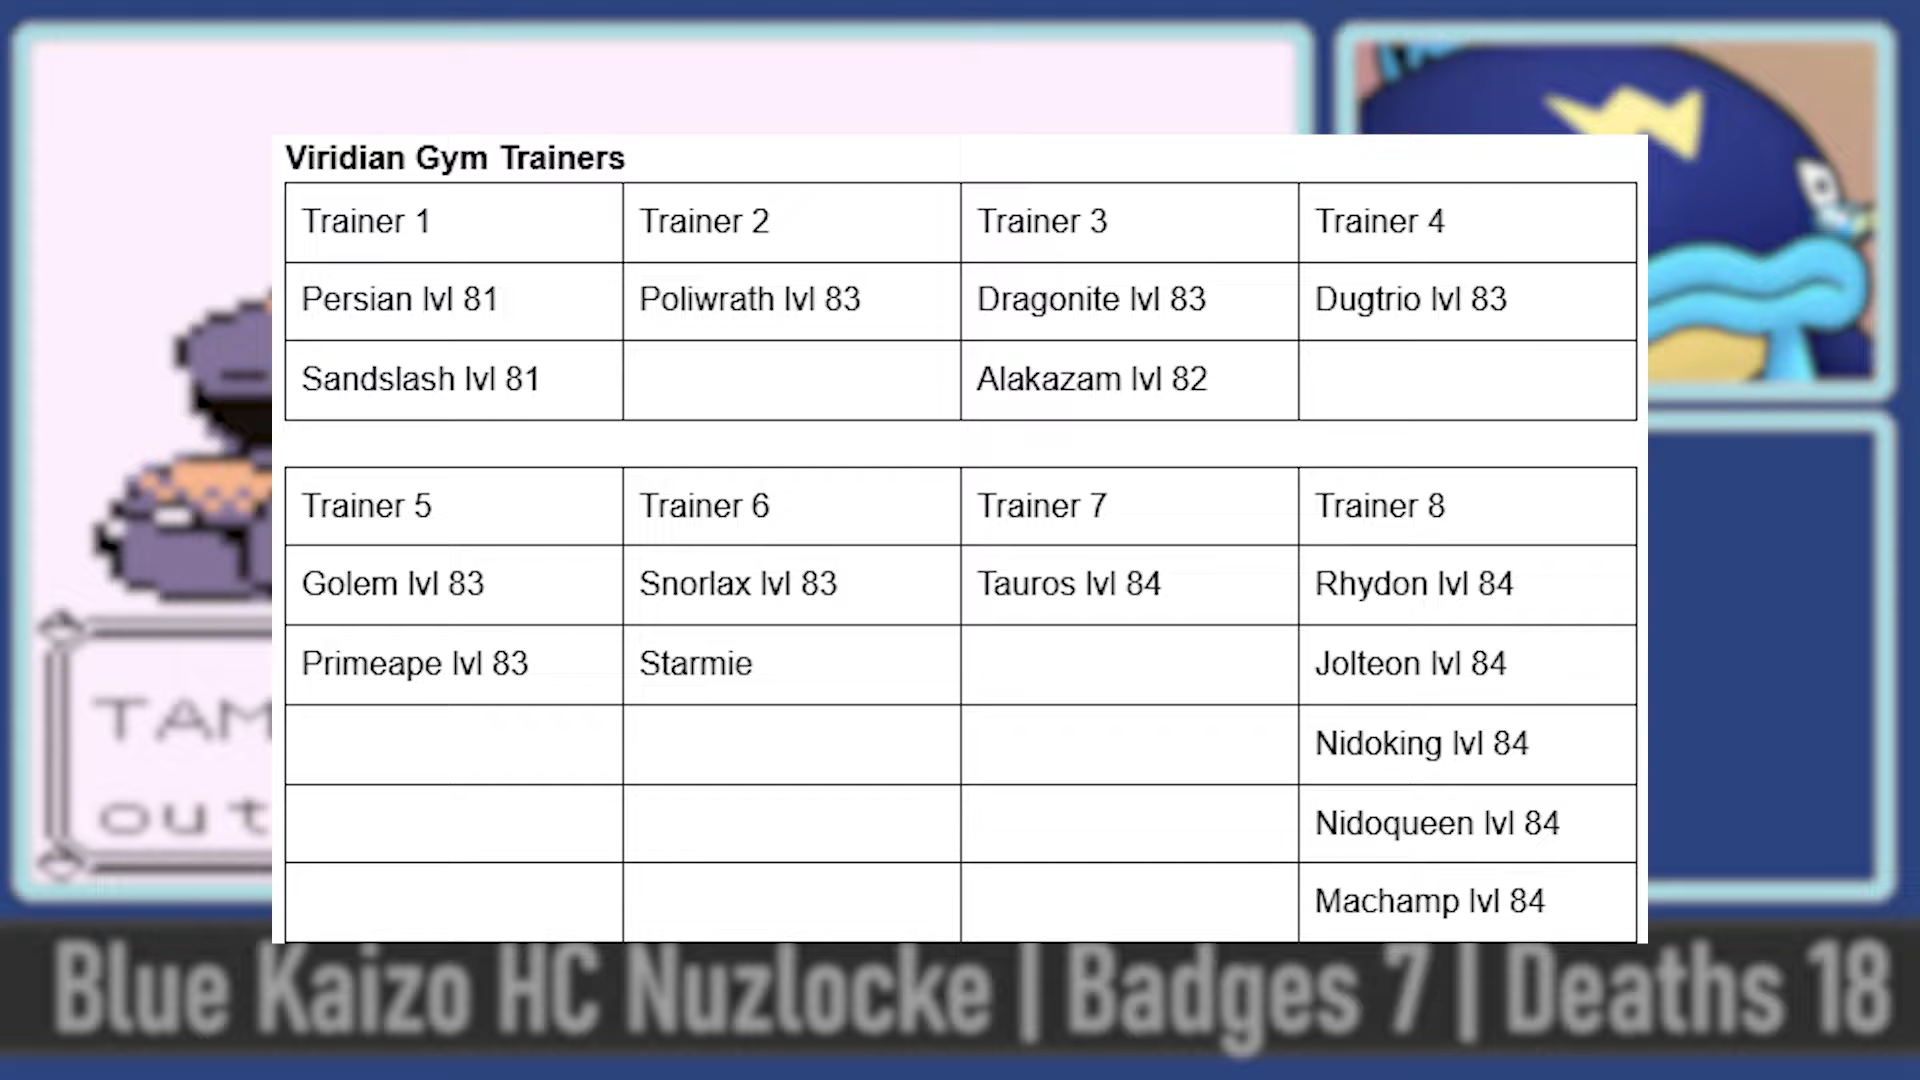 Viridian Gym Trainers
Trainer 1 Trainer 2 Trainer 3 Trainer 4
Persian lvl 81 Poliwrath lvl 83 Dragonite lvl 83 Dugtrio lvl 83
Sandslash lvl 81 Alakazam lvl 82
Trainer 5 Trainer 6 Trainer 7 Trainer 8
Golem lvl 83 Snorlax lvl 83 Tauros lvl 84 Rhydon lvl 84
Primeape lvl 83 Starmie Jolteon lvl 84
Nidoking lvl 84
Nidoqueen lvl 84
Machamp lvl 84
TAM
out
Blue Kaizo HC Nuzlocke | Badges 7 | Deaths 18